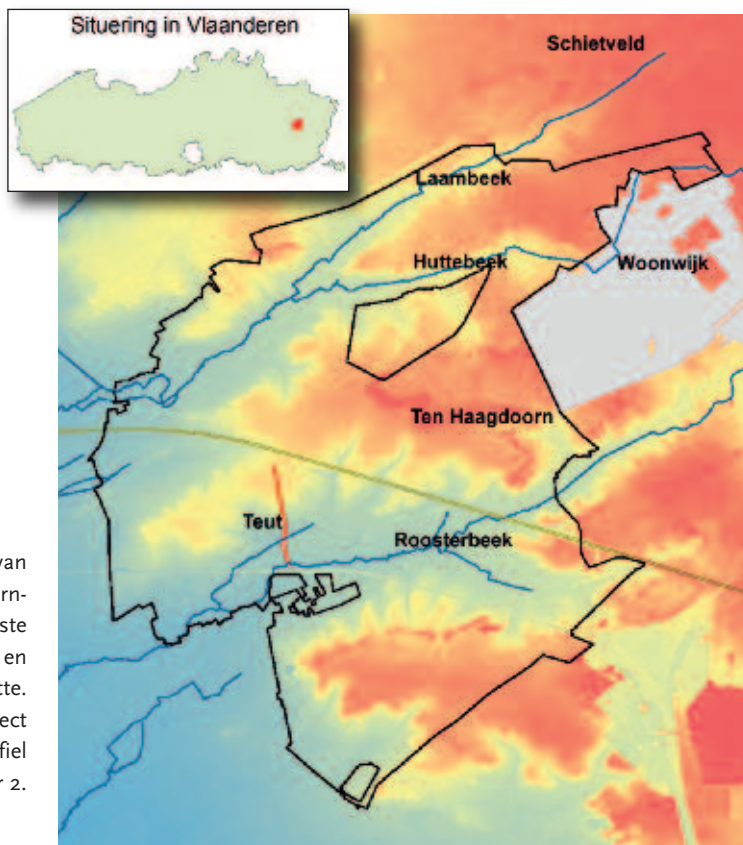 Situering in Vlaanderen
Schietveld
Laambeek
Huttebeek
Woonwijk
Ten Haagdoorn
Teut
Roosterbeek
van
rn-
ste
en
tte.
ect
fiel
r 2.